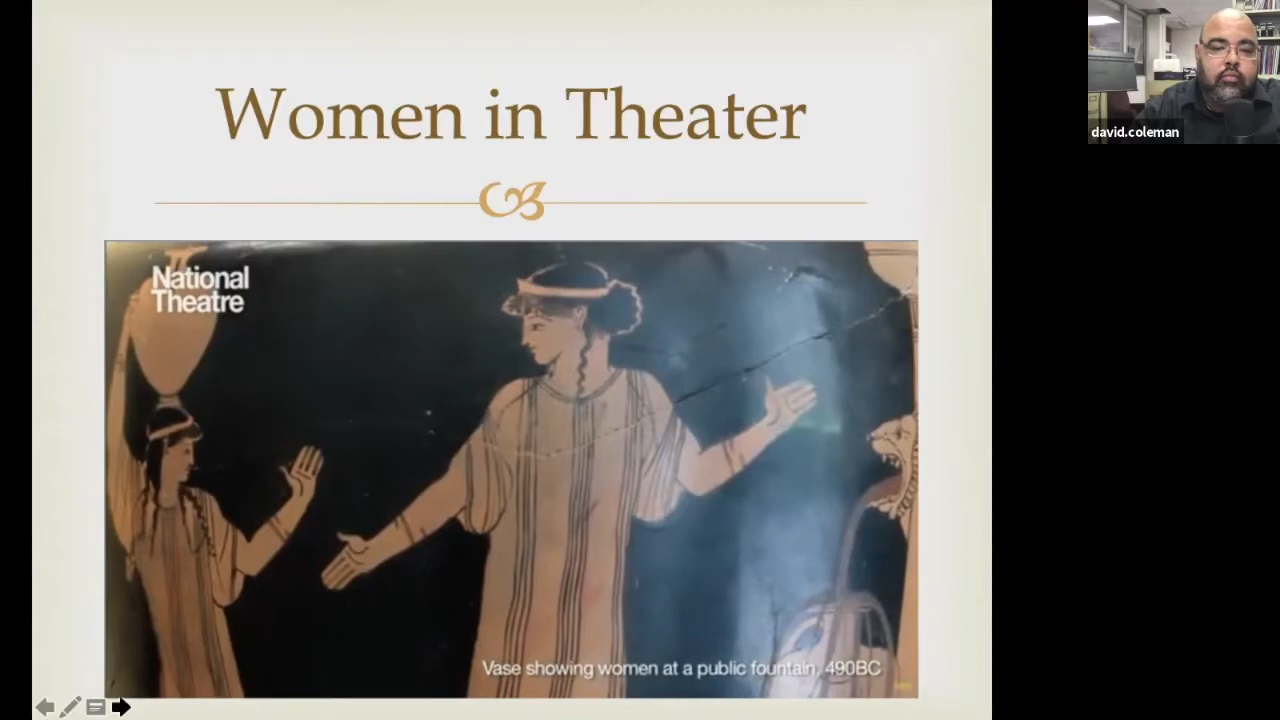 Women in Theater
National
Theatre
Vase showing women at a public fountain, 490BC
david.coleman